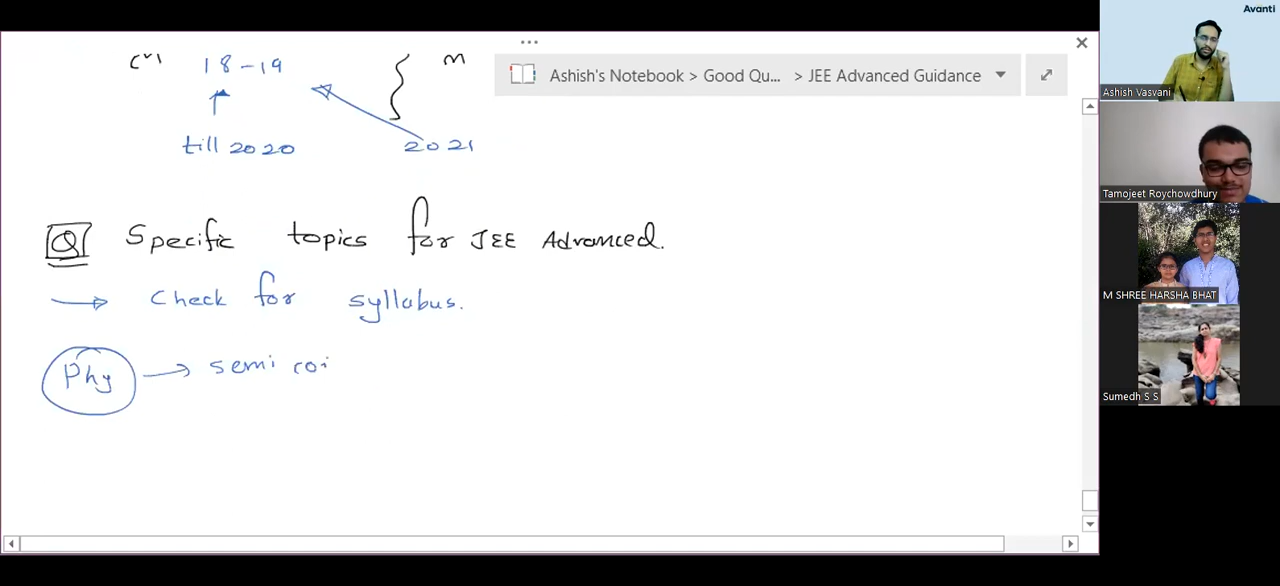 Avanti
18-19
m
Ashish's Notebook > Good Qu... > JEE Advanced Guidance
Ashish Vasvani
till 2020
2021
Tamojeet Roychowdhury
Q Specific topics for JEE Advanced.
→ Check for syllabus.
M SHREE HARSHA BHAT
Phy → semi coi
Sumedh S S